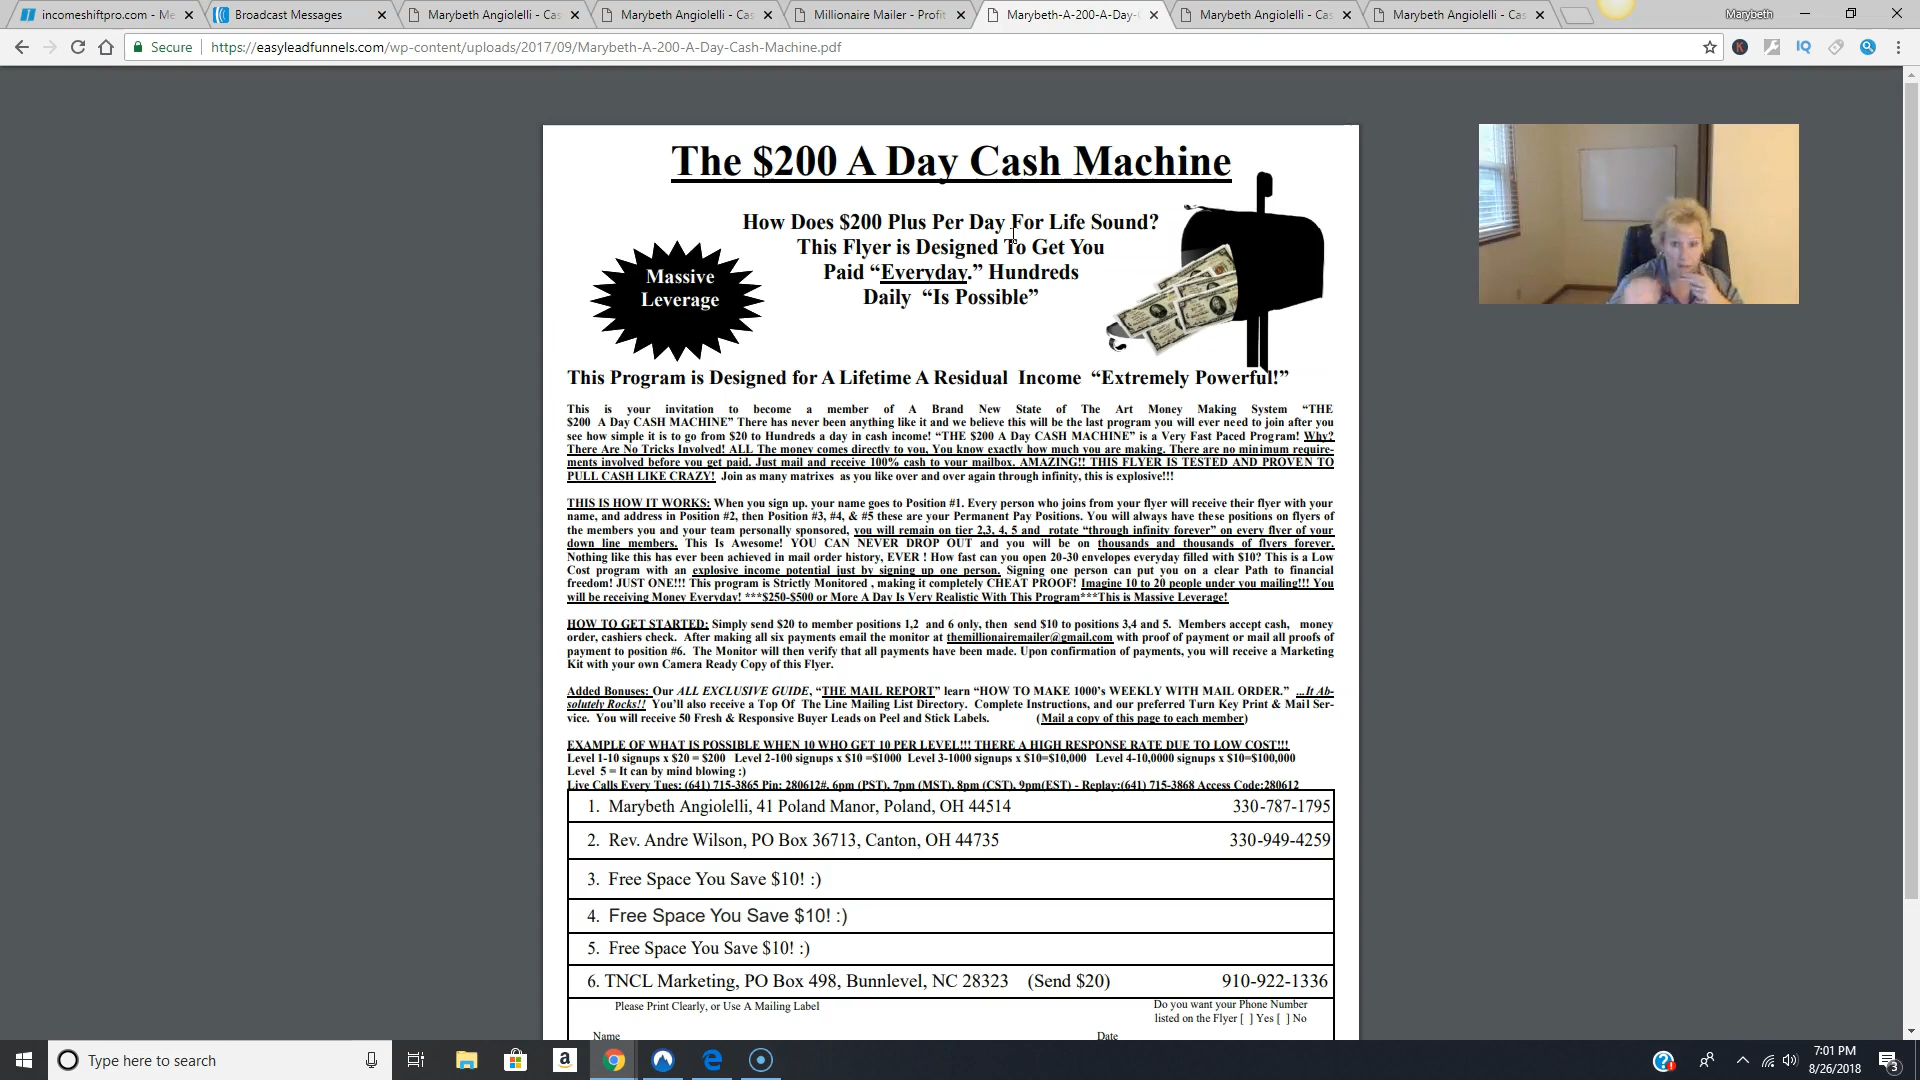 incomeshiftpro.com - Me
Broadcast Messages
Marybeth Angiolelli - Cas
Marybeth Angiolelli - Cas
Millionaire Mailer - Profit
Marybeth-A-200-A-Day-
Marybeth Angiolelli - Cas
Marybeth Angiolelli - Cas
Marybeth
Secure
https://easyleadfunnels.com/wp-content/uploads/2017/09/Marybeth-A-200-A-Day-Cash-Machine.pdf
The $200 A Day Cash Machine
How Does $200 Plus Per Day For Life Sound?
This Flyer is Designed To Get You
Paid “Everyday.” Hundreds
Daily “Is Possible”
Massive
Leverage
This Program is Designed for A Lifetime A Residual Income “Extremely Powerful!”
This is your invitation to become a member of A Brand New State of The Art Money Making System “THE
$200 A Day CASH MACHINE” There has never been anything like it and we believe this will be the last program you will ever need to join after you
see how simple it is to go from $20 to Hundreds a day in cash income! “THE $200 A Day CASH MACHINE” is a Very Fast Paced Program! Why?
There Are No Tricks Involved! ALL The money comes directly to you, You know exactly how much you are making. There are no minimum require-
ments involved before you get paid. Just mail and receive 100% cash to your mailbox. AMAZING!! THIS FLYER IS TESTED AND PROVEN TO
PULL CASH LIKE CRAZY! Join as many matrixes as you like over and over again through infinity, this is explosive!!!
THIS IS HOW IT WORKS: When you sign up. your name goes to Position #1. Every person who joins from your flyer will receive their flyer with your
name, and address in Position #2, then Position #3, #4, & #5 these are your Permanent Pay Positions. You will always have these positions on flyers of
the members you and your team personally sponsored, you will remain on tier 2,3, 4, 5 and rotate “through infinity forever” on every flyer of your
down line members. This Is Awesome! YOU CAN NEVER DROP OUT and you will be on thousands and thousands of flyers forever.
Nothing like this has ever been achieved in mail order history, EVER ! How fast can you open 20-30 envelopes everyday filled with $10? This is a Low
Cost program with an explosive income potential just by signing up one person. Signing one person can put you on a clear Path to financial
freedom! JUST ONE!!! This program is Strictly Monitored , making it completely CHEAT PROOF! Imagine 10 to 20 people under you mailing!!! You
will be receiving Money Everyday! ***$250-$500 or More A Day Is Very Realistic With This Program***This is Massive Leverage!
HOW TO GET STARTED: Simply send $20 to member positions 1,2 and 6 only, then send $10 to positions 3,4 and 5. Members accept cash, money
order, cashiers check. After making all six payments email the monitor at themillionairemailer@gmail.com with proof of payment or mail all proofs of
payment to position #6. The Monitor will then verify that all payments have been made. Upon confirmation of payments, you will receive a Marketing
Kit with your own Camera Ready Copy of this Flyer.
Added Bonuses: Our ALL EXCLUSIVE GUIDE, “THE MAIL REPORT” learn “HOW TO MAKE 1000’s WEEKLY WITH MAIL ORDER.” ...It Ab-
solutely Rocks!! You’ll also receive a Top Of The Line Mailing List Directory. Complete Instructions, and our preferred Turn Key Print & Mail Ser-
vice. You will receive 50 Fresh & Responsive Buyer Leads on Peel and Stick Labels. (Mail a copy of this page to each member)
EXAMPLE OF WHAT IS POSSIBLE WHEN 10 WHO GET 10 PER LEVEL!!! THERE A HIGH RESPONSE RATE DUE TO LOW COST!!!
Level 1-10 signups x $20 = $200 Level 2-100 signups x $10 =$1000 Level 3-1000 signups x $10=$10,000 Level 4-10,0000 signups x $10=$100,000
Level 5 = It can by mind blowing :)
Live Calls Every Tues: (641) 715-3865 Pin: 280612#, 6pm (PST), 7pm (MST), 8pm (CST), 9pm(EST) - Replay:(641) 715-3868 Access Code:280612
1. Marybeth Angiolelli, 41 Poland Manor, Poland, OH 44514 330-787-1795
2. Rev. Andre Wilson, PO Box 36713, Canton, OH 44735 330-949-4259
3. Free Space You Save $10! :)
4. Free Space You Save $10! :)
5. Free Space You Save $10! :)
6. TNCL Marketing, PO Box 498, Bunnlevel, NC 28323 (Send $20) 910-922-1336
Please Print Clearly, or Use A Mailing Label
Do you want your Phone Number
listed on the Flyer [ ] Yes [ ] No
Name Date
Type here to search
7:01 PM
8/26/2018
3